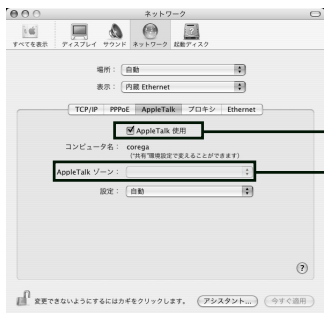 ネットワーク
すべてを表示 ディスプレイ サウンド ネットワーク 起動ディスク
場所： 自動
表示： 内蔵 Ethernet
TCP/IP PPPoE AppleTalk プロキシ Ethernet
AppleTalk 使用
コンピュータ名： corega
("共有"環境設定で変えることができます)
AppleTalk ゾーン：
設定： 自動
?
変更できないようにするにはカギをクリックします。 アシスタント... 今すぐ適用